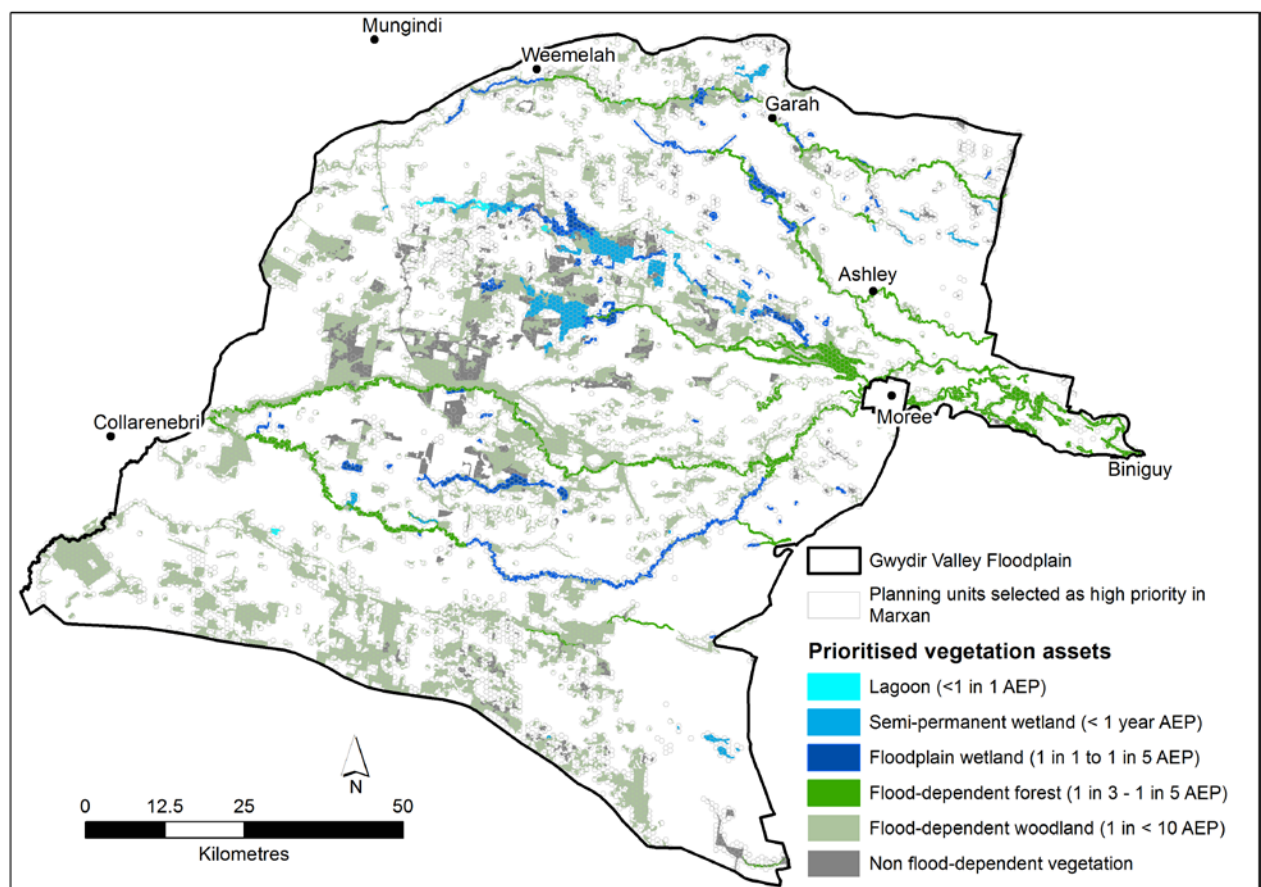 Mungindi
Weemelah
Garah
Ashley
Collarenebri
Moree
Biniguy
Gwydir Valley Floodplain
Planning units selected as high priority in
Marxan
Prioritised vegetation assets
Lagoon (<1 in 1 AEP)
Semi-permanent wetland (< 1 year AEP)
Floodplain wetland (1 in 1 to 1 in 5 AEP)
Flood-dependent forest (1 in 3 - 1 in 5 AEP)
Flood-dependent woodland (1 in < 10 AEP)
Non flood-dependent vegetation
N
0 12.5 25 50
Kilometres